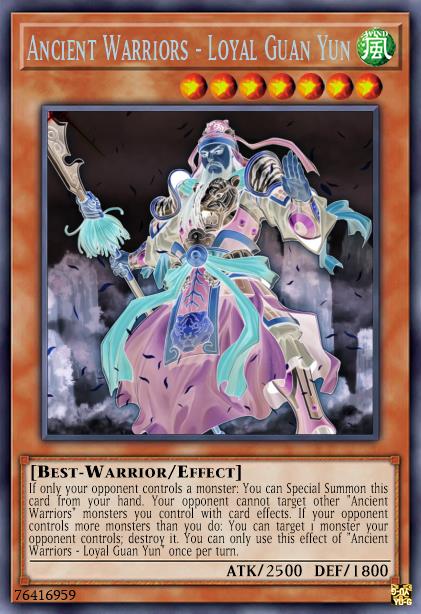 ANCIENT WARRIORS - LOYAL GUAN YUN
WIND
風
[BEST-WARRIOR/EFFECT]
If only your opponent controls a monster: You can Special Summon this
card from your hand. Your opponent cannot target other "Ancient
Warriors" monsters you control with card effects. If your opponent
controls more monsters than you do: You can target 1 monster your
opponent controls; destroy it. You can only use this effect of "Ancient
Warriors - Loyal Guan Yun" once per turn.
ATK/2500 DEF/1800
76416959